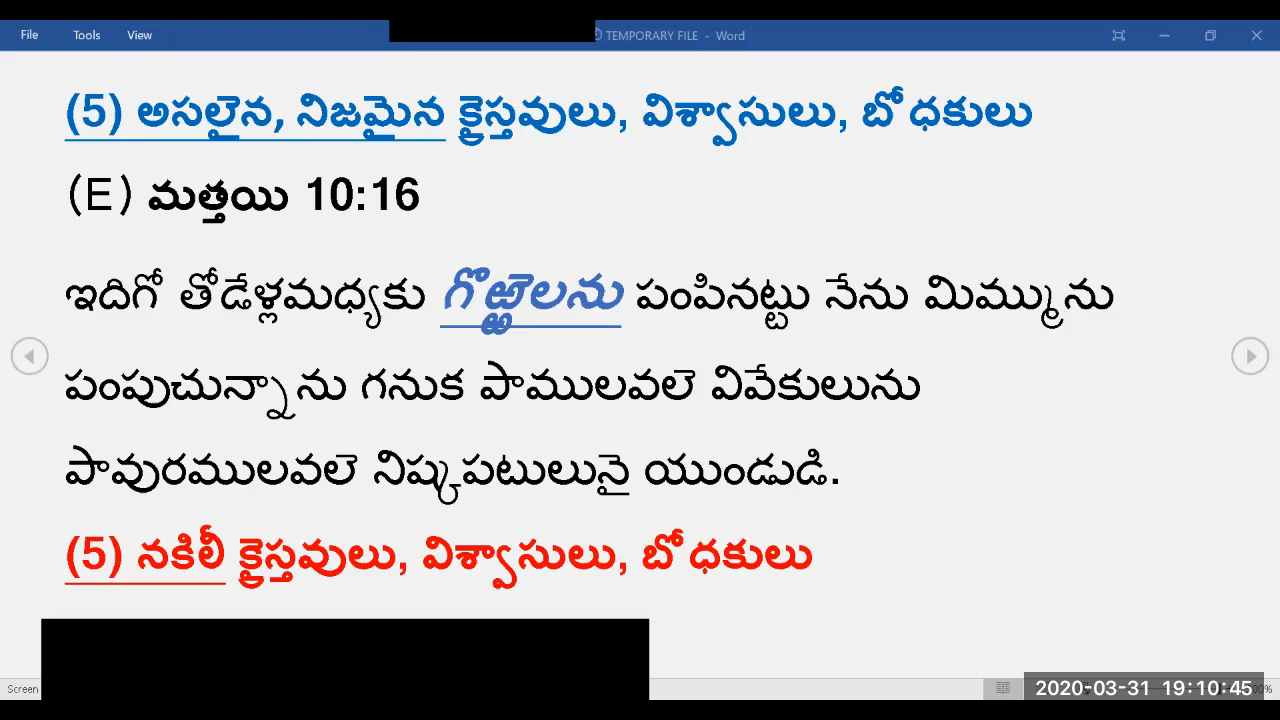 File Tools View TEMPORARY FILE - Word
(5) అసలైన, నిజమైన క్రైస్తవులు, విశ్వాసులు, బోధకులు
(E) మత్తయి 10:16
ఇదిగో తోడేళ్లమధ్యకు గొఱ్ఱెలను పంపినట్టు నేను మిమ్మును
పంపుచున్నాను గనుక పాములవలె వివేకులును
పావురములవలె నిష్కపటులునై యుండుడి.
(5) నకిలీ క్రైస్తవులు, విశ్వాసులు, బోధకులు
Screen 2020-03-31 19:10:45